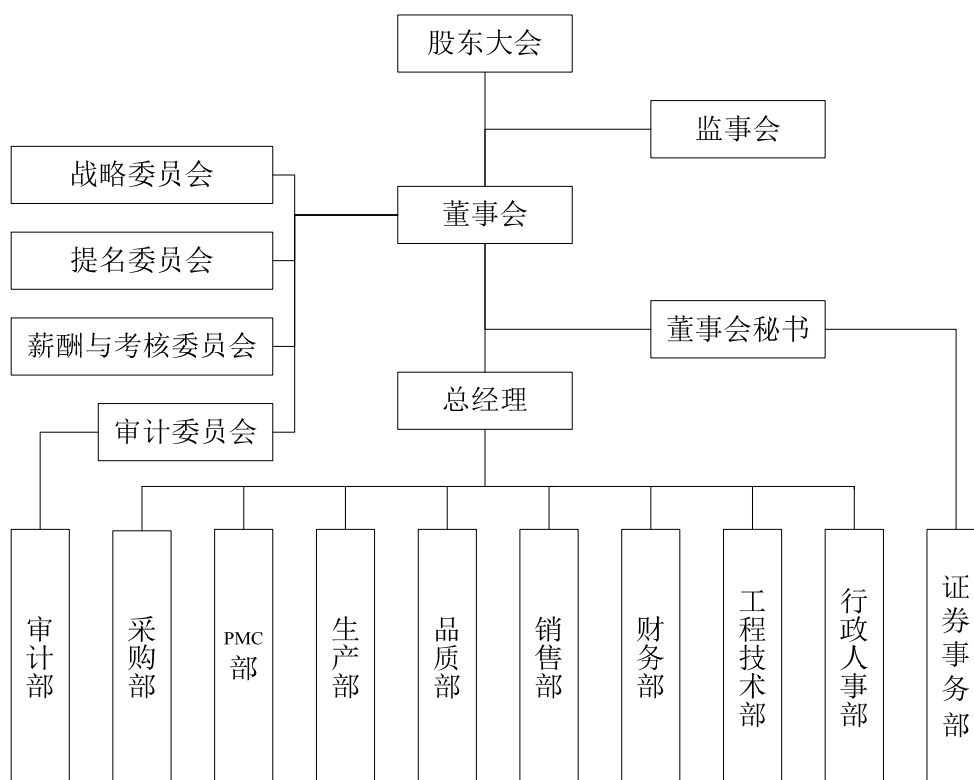 股东大会
监事会
战略委员会
董事会
提名委员会
薪酬与考核委员会
董事会秘书
总经理
审计委员会
审计部
采购部
PMC
部
生产部
品质部
销售部
财务部
工程技术部
行政人事部
证券事务部